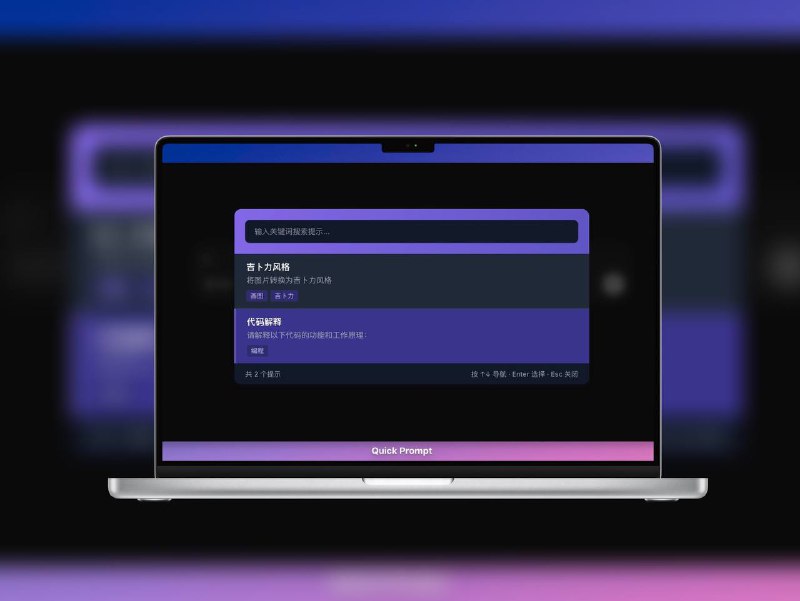 输入关键词搜索提示...
吉卜力风格
将图片转换为吉卜力风格
画图 吉卜力
代码解释
请解释以下代码的功能和工作原理:
编程
共 2 个提示 按 ↑↓ 导航 · Enter 选择 · Esc 关闭
Quick Prompt